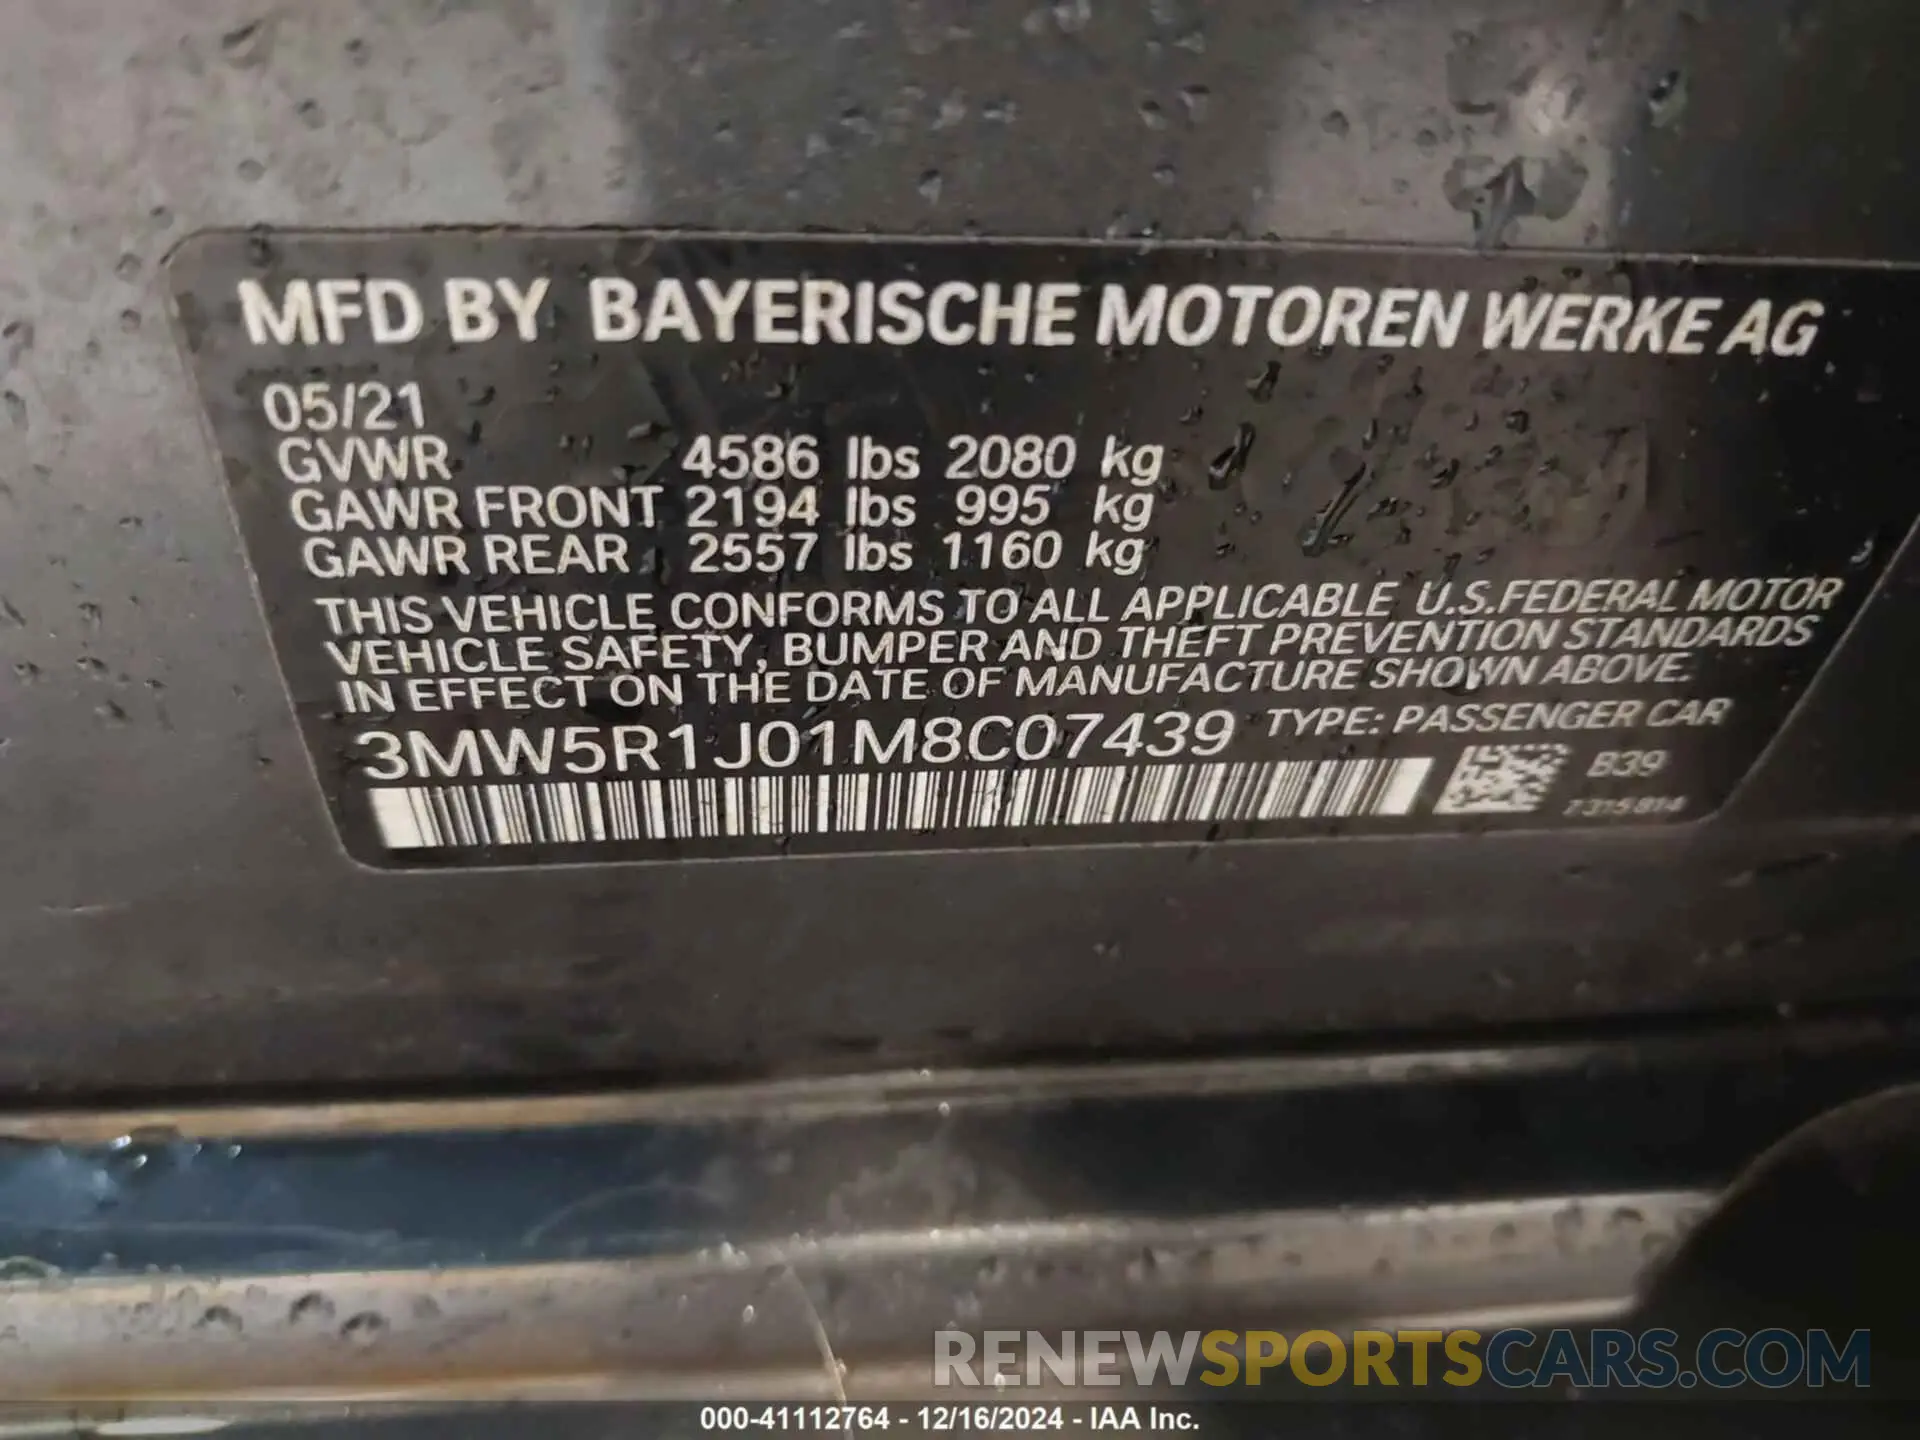 MFD BY BAYERISCHE MOTOREN WERKE AG
05/21
GVWR 4586 lbs 2080 kg
GAWR FRONT 2194 lbs 995 kg
GAWR REAR 2557 lbs 1160 kg
THIS VEHICLE CONFORMS TO ALL APPLICABLE U.S.FEDERAL MOTOR
VEHICLE SAFETY, BUMPER AND THEFT PREVENTION STANDARDS
IN EFFECT ON THE DATE OF MANUFACTURE SHOWN ABOVE.
3MW5R1J01M8C07439 TYPE: PASSENGER CAR
B39
7315814
RENEWSPORTSCARS.COM
000-41112764 - 12/16/2024 - IAA Inc.